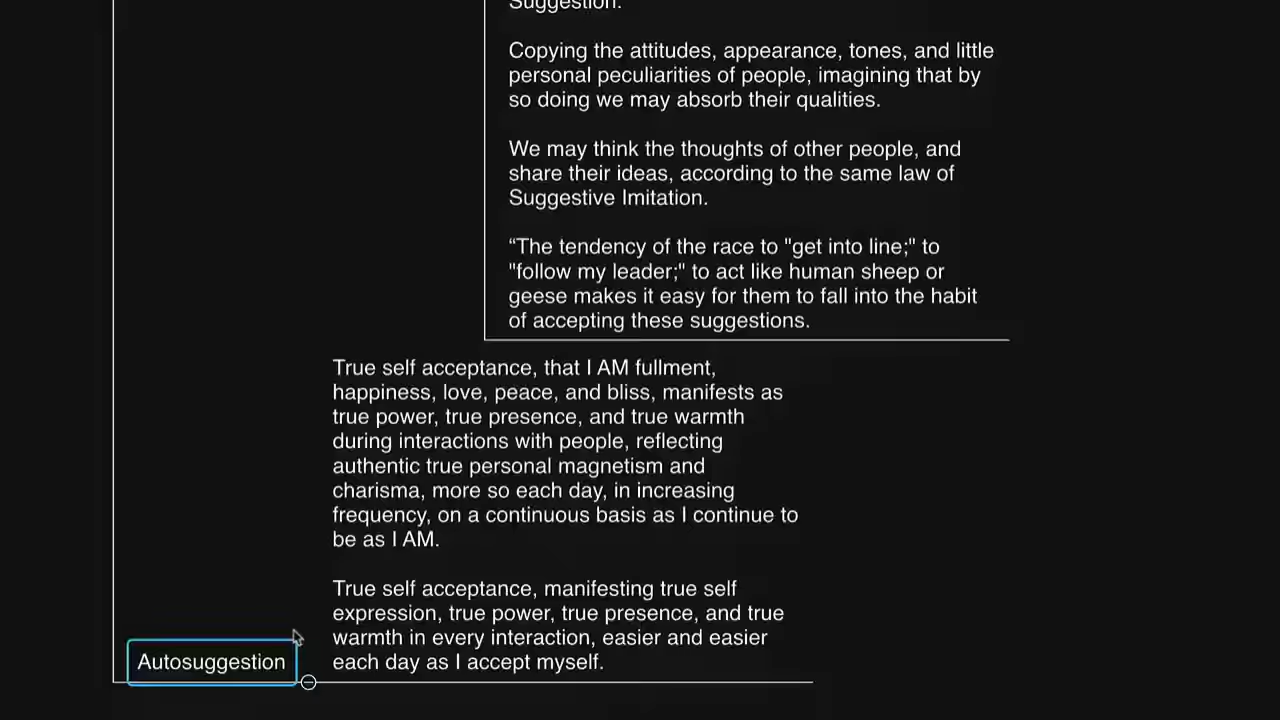 Suggestion.
Copying the attitudes, appearance, tones, and little
personal peculiarities of people, imagining that by
so doing we may absorb their qualities.
We may think the thoughts of other people, and
share their ideas, according to the same law of
Suggestive Imitation.
“The tendency of the race to "get into line;" to
"follow my leader;" to act like human sheep or
geese makes it easy for them to fall into the habit
of accepting these suggestions.
True self acceptance, that I AM fullment,
happiness, love, peace, and bliss, manifests as
true power, true presence, and true warmth
during interactions with people, reflecting
authentic true personal magnetism and
charisma, more so each day, in increasing
frequency, on a continuous basis as I continue to
be as I AM.
True self acceptance, manifesting true self
expression, true power, true presence, and true
warmth in every interaction, easier and easier
each day as I accept myself.
Autosuggestion